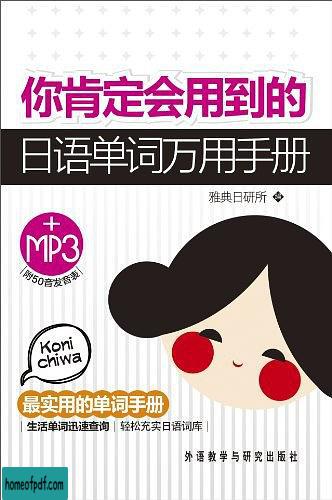 你肯定会用到的
日语单词万用手册
雅典日研所 编
+
MP3
附50音发音表
Koni
chiwa
最实用的单词手册
生活单词迅速查询 | 轻松充实日语词库
外语教学与研究出版社
homeofpdf.com